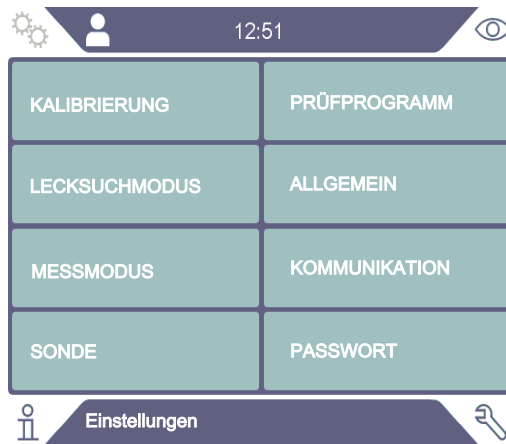 12:51
KALIBRIERUNG
PRÜFPROGRAMM
LECKSUCHMODUS
ALLGEMEIN
MESSMODUS
KOMMUNIKATION
SONDE
PASSWORT
Einstellungen